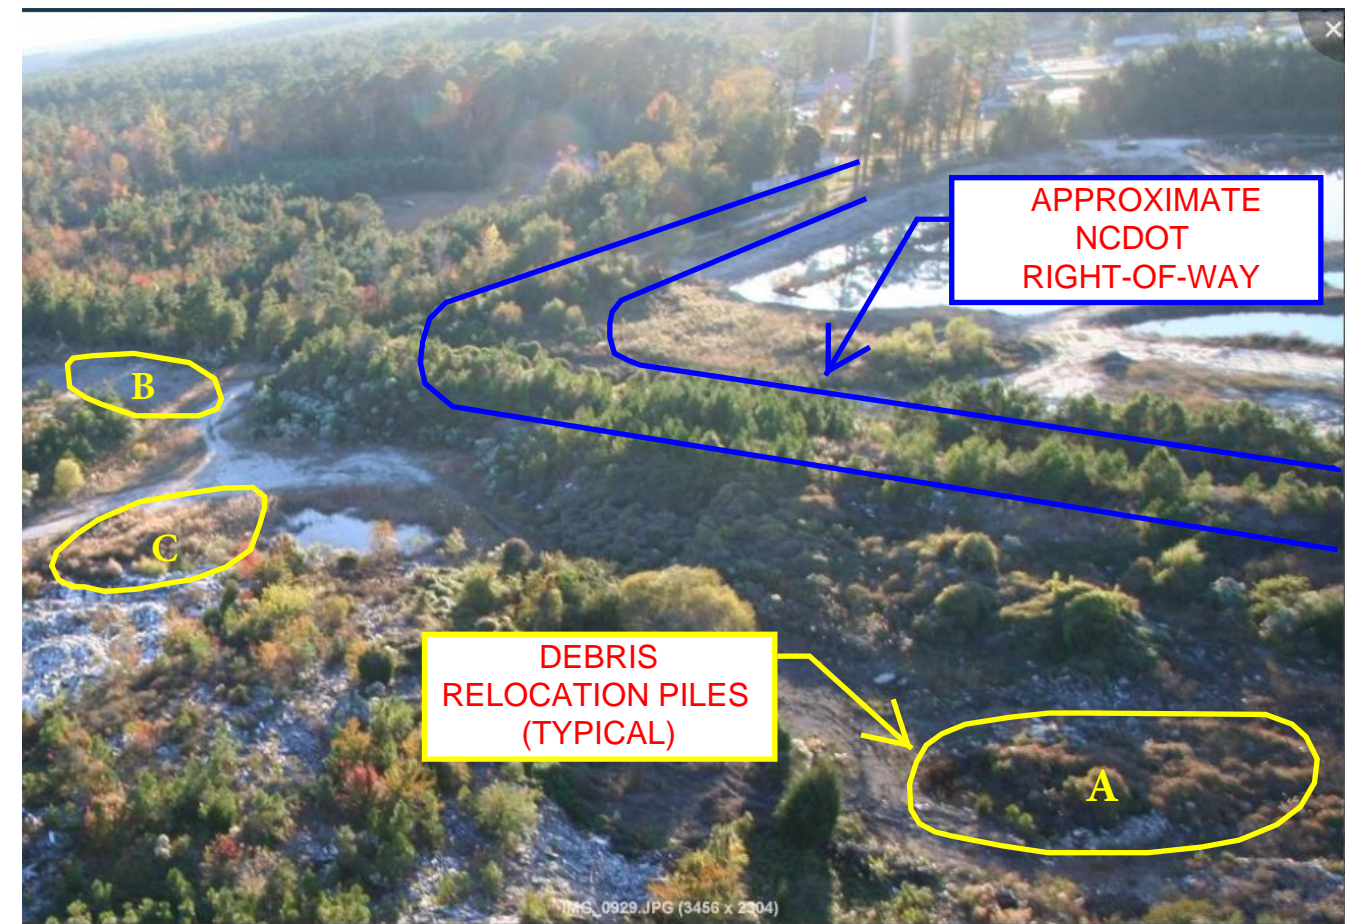 APPROXIMATE
NCDOT
RIGHT-OF-WAY
B
C
DEBRIS
RELOCATION PILES
(TYPICAL)
A
IMG_0929.JPG (3456 x 2304)